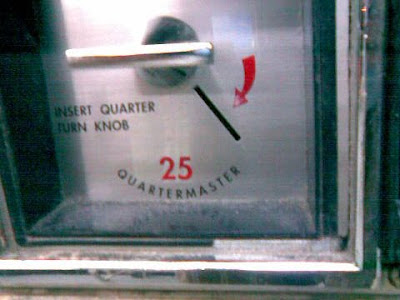 INSERT QUARTER
TURN KNOB
25
QUARTERMASTER